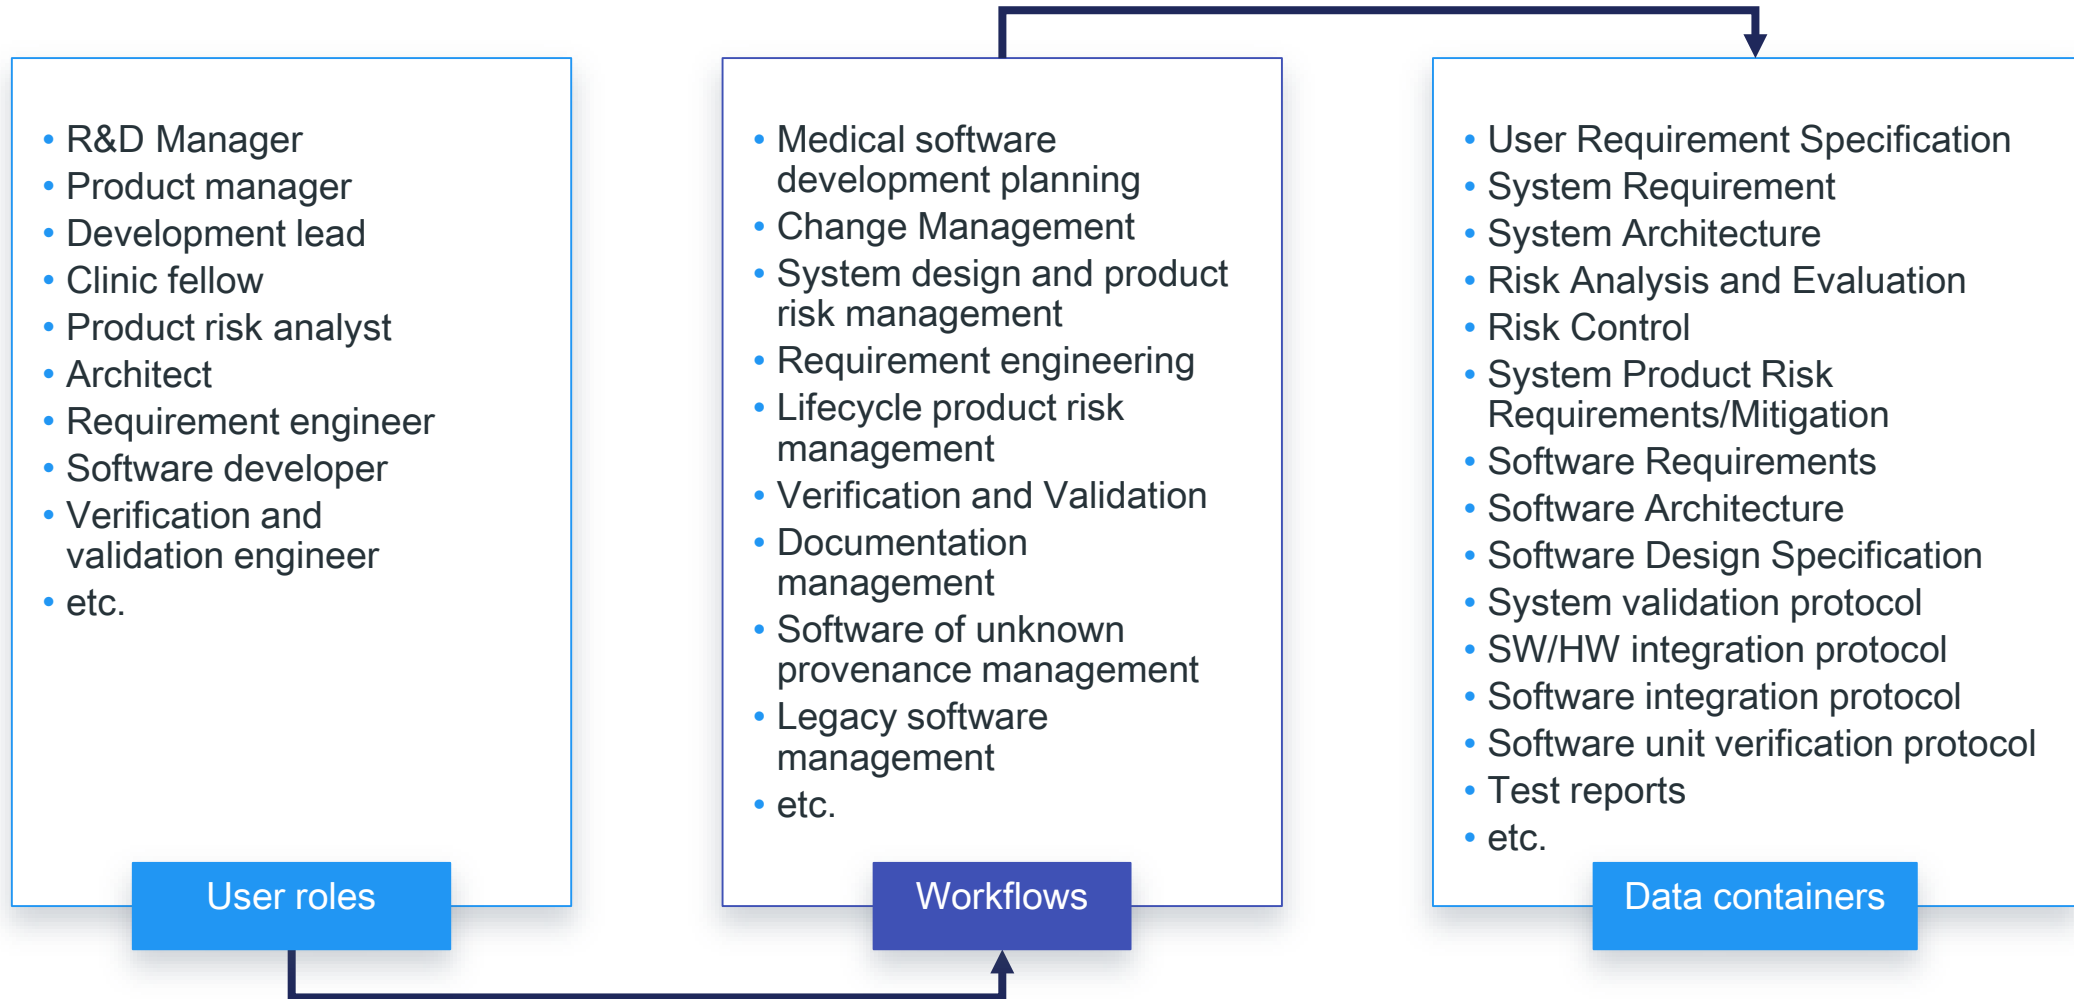 • R&D Manager
• Product manager
• Development lead
• Clinic fellow
• Product risk analyst
• Architect
• Requirement engineer
• Software developer
• Verification and
validation engineer
• etc.
User roles
• Medical software
development planning
• Change Management
• System design and product
risk management
• Requirement engineering
• Lifecycle product risk
management
• Verification and Validation
• Documentation
management
• Software of unknown
provenance management
• Legacy software
management
• etc.
Workflows
• User Requirement Specification
• System Requirement
• System Architecture
• Risk Analysis and Evaluation
• Risk Control
• System Product Risk
Requirements/Mitigation
• Software Requirements
• Software Architecture
• Software Design Specification
• System validation protocol
• SW/HW integration protocol
• Software integration protocol
• Software unit verification protocol
• Test reports
• etc.
Data containers